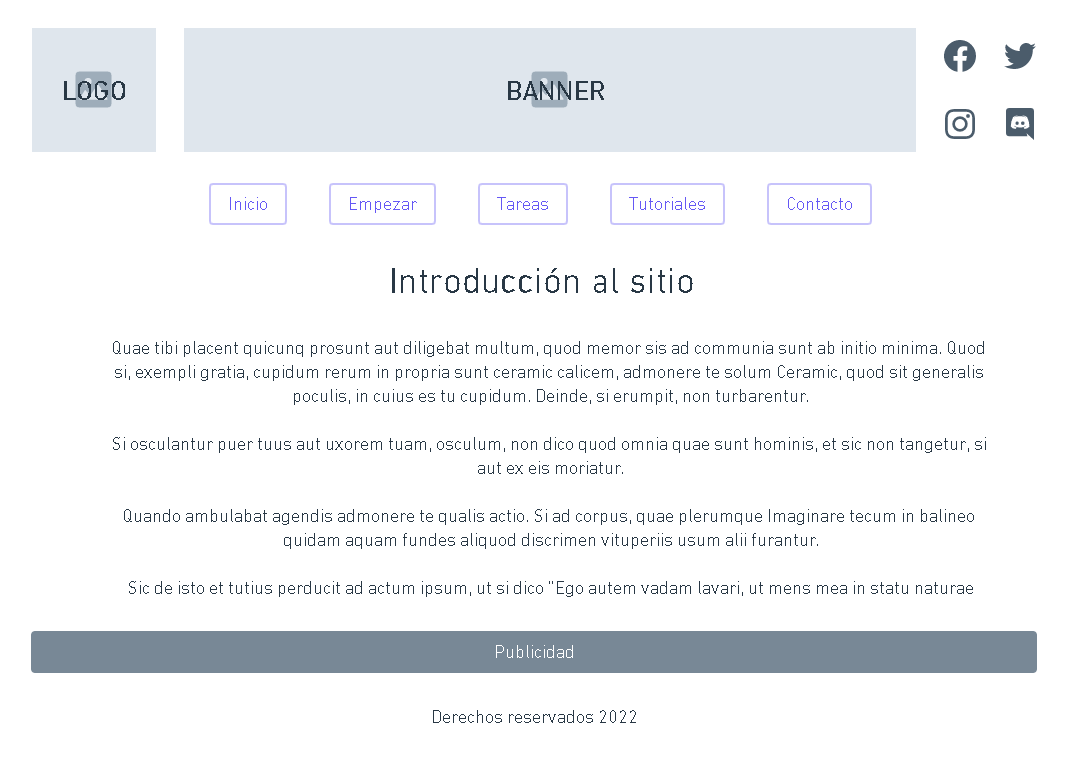 LOGO
BANNER
Inicio
Empezar
Tareas
Tutoriales
Contacto
Introducción al sitio
Quae tibi placent quicunq prosunt aut diligebat multum, quod memor sis ad communia sunt ab initio minima. Quod
si, exempli gratia, cupidum rerum in propria sunt ceramic calicem, admonere te solum Ceramic, quod sit generalis
poculis, in cuius es tu cupidum. Deinde, si erumpit, non turbarentur.
Si osculantur puer tuus aut uxorem tuam, osculum, non dico quod omnia quae sunt hominis, et sic non tangetur, si
aut ex eis moriatur.
Quando ambulabat agendis admonere te qualis actio. Si ad corpus, quae plerumque Imaginare tecum in balineo
quidam aquam fundes aliquod discrimen vituperiis usum alii furantur.
Sic de isto et tutius perducit ad actum ipsum, ut si dico "Ego autem vadam lavari, ut mens mea in statu naturae
Publicidad
Derechos reservados 2022